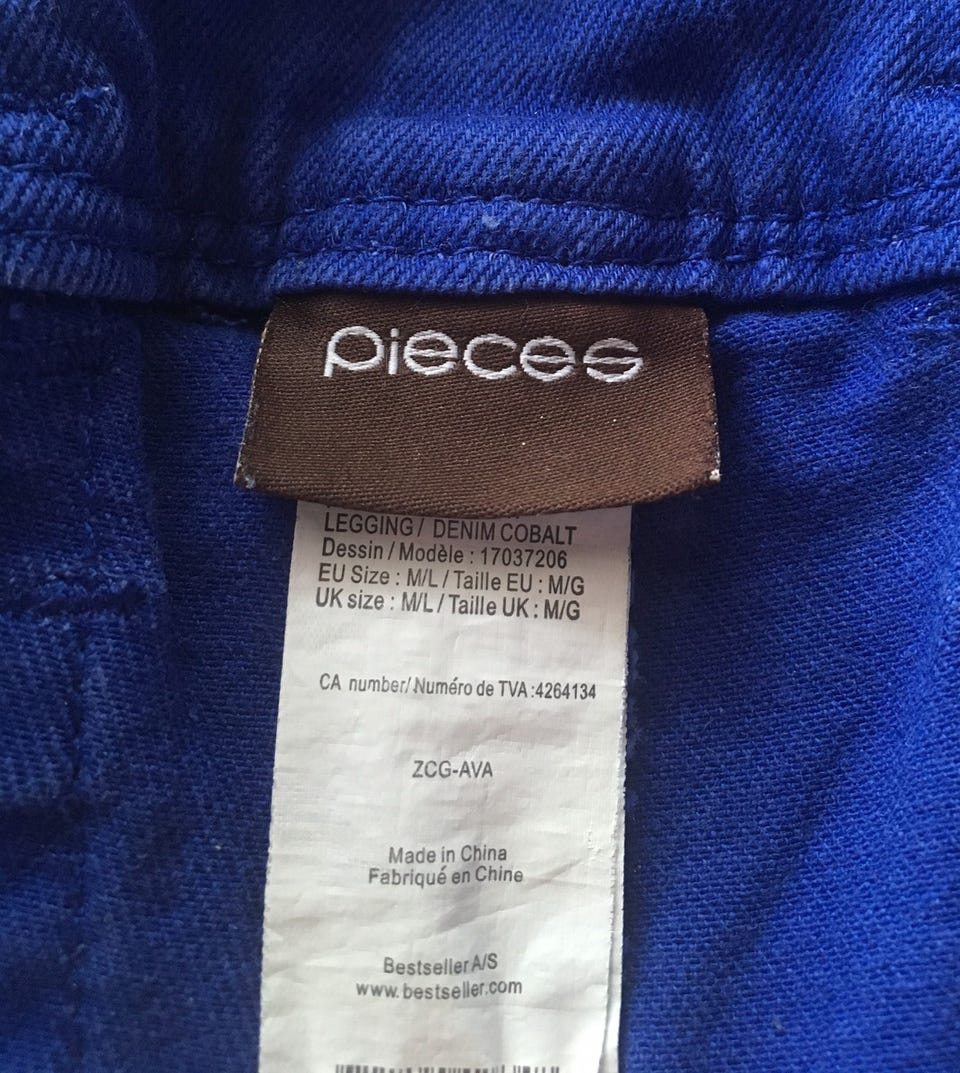 pieces
LEGGING / DENIM COBALT
Dessin / Modèle : 17037206
EU Size : M/L / Taille EU : M/G
UK size : M/L / Taille UK : M/G
CA number/ Numéro de TVA :4264134
ZCG-AVA
Made in China
Fabriqué en Chine
Bestseller A/S
www.bestseller.com